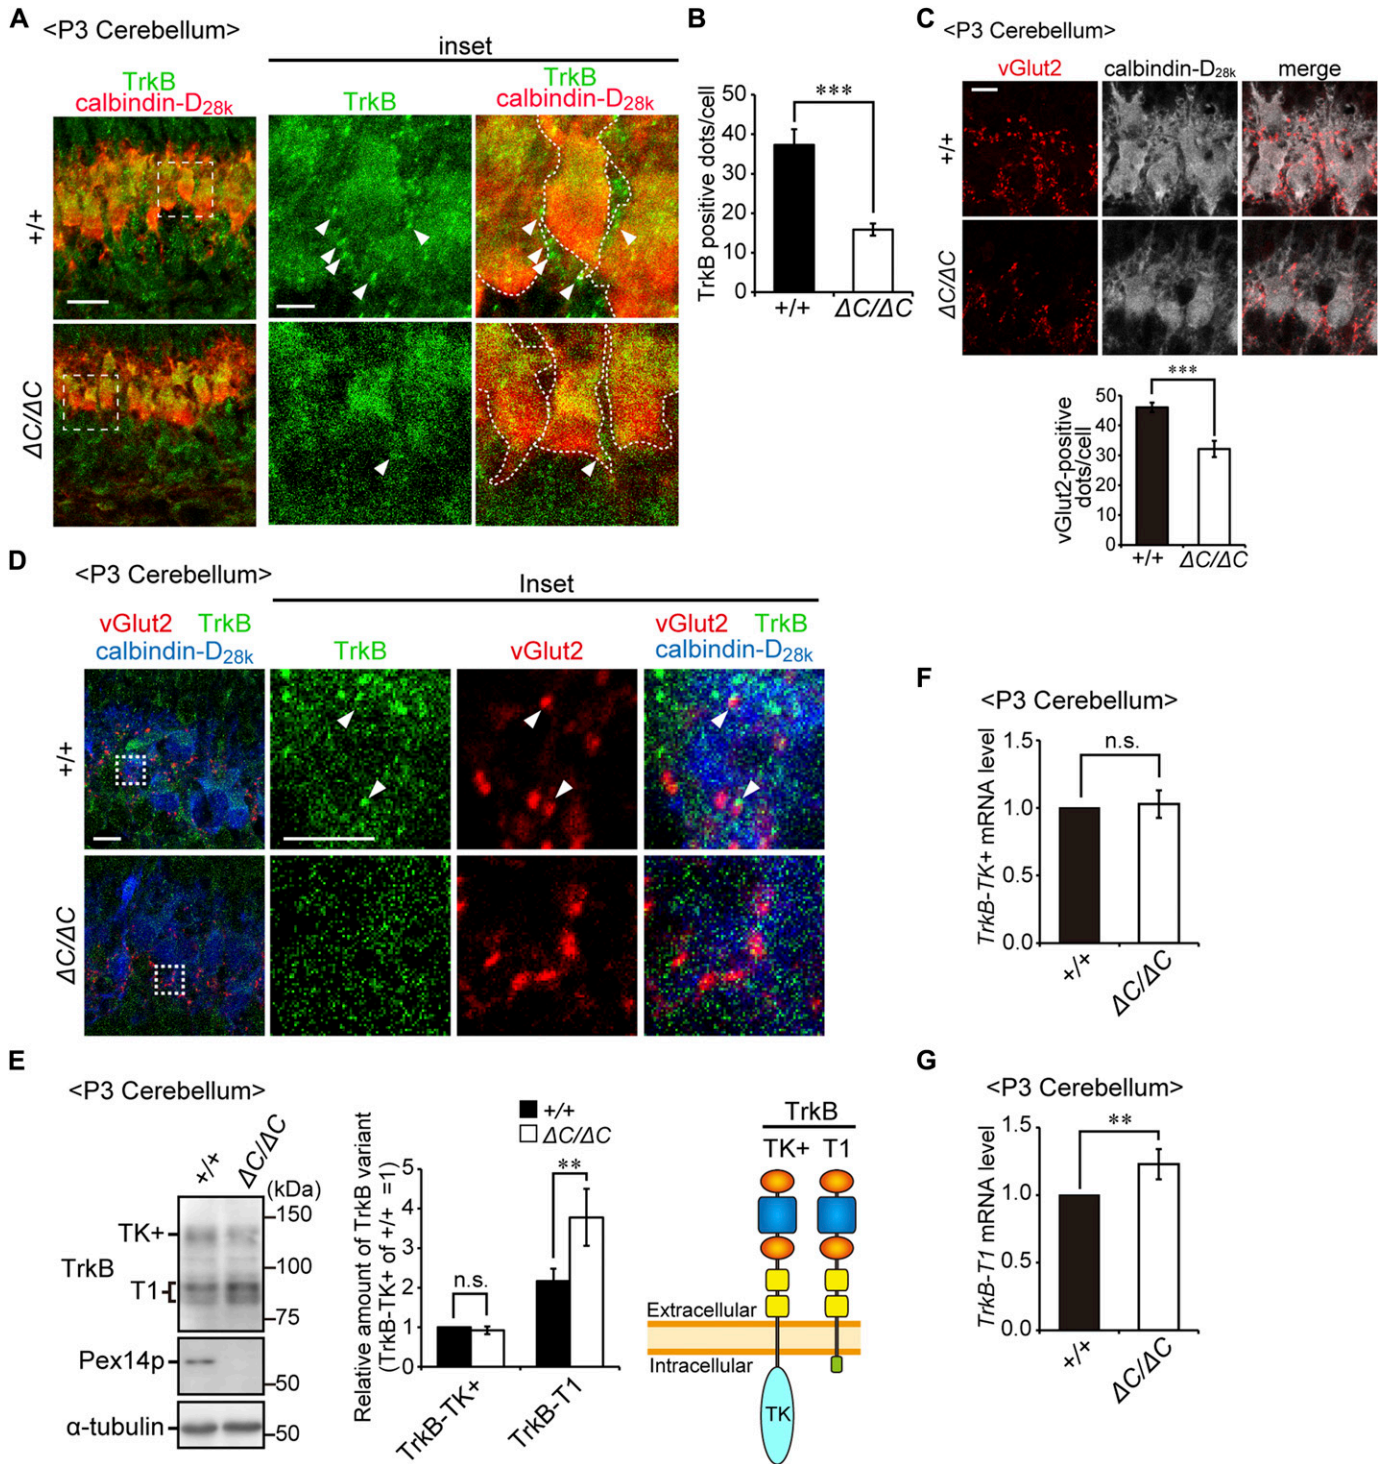 A
<P3 Cerebellum>
inset
TrkB
calbindin-D28k
TrkB
TrkB
calbindin-D28k
+/+
ΔC/ΔC
B
TrkB positive dots/cell
50
40
30
20
10
0
***
+/+
ΔC/ΔC
C
<P3 Cerebellum>
vGlut2
calbindin-D28k
merge
+/+
ΔC/ΔC
vGlut2-positive
dots/cell
50
40
30
20
10
0
***
+/+
ΔC/ΔC
D
<P3 Cerebellum>
Inset
vGlut2 TrkB
calbindin-D28k
TrkB
vGlut2
vGlut2 TrkB
calbindin-D28k
+/+
ΔC/ΔC
E
<P3 Cerebellum>
+/+
ΔC/ΔC
(kDa)
TK+
TrkB
T1
150
100
75
Pex14p
50
α-tubulin
50
+/+
ΔC/ΔC
Relative amount of TrkB variant
(TrkB-TK+ of +/+ =1)
5
4
3
2
1
0
n.s.
**
TrkB-TK+
TrkB-T1
TrkB
TK+ T1
Extracellular
Intracellular
TK
F
<P3 Cerebellum>
TrkB-TK+ mRNA level
1.5
1.0
0.5
0.0
n.s.
+/+
ΔC/ΔC
G
<P3 Cerebellum>
TrkB-T1 mRNA level
1.5
1.0
0.5
0.0
**
+/+
ΔC/ΔC